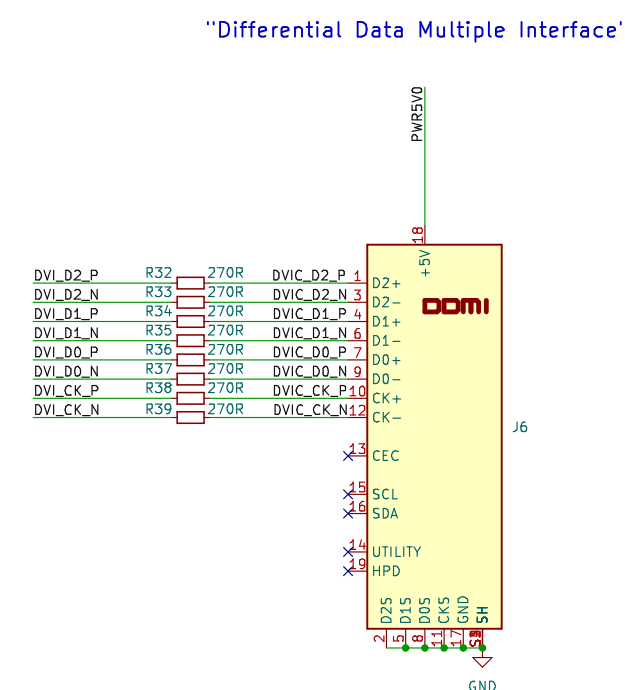 "Differential Data Multiple Interface"
PWR5V0
18
+5V
DVI_D2_P R32 270R DVIC_D2_P 1 D2+
DVI_D2_N R33 270R DVIC_D2_N 3 D2-
DDMI
DVI_D1_P R34 270R DVIC_D1_P 4 D1+
DVI_D1_N R35 270R DVIC_D1_N 6 D1-
DVI_D0_P R36 270R DVIC_D0_P 7 D0+
DVI_D0_N R37 270R DVIC_D0_N 9 D0-
DVI_CK_P R38 270R DVIC_CK_P 10 CK+
DVI_CK_N R39 270R DVIC_CK_N 12 CK-
J6
13 CEC
15 SCL
16 SDA
14 UTILITY
19 HPD
D2S D1S D0S CKS GND SH
2 5 8 11 17
GND